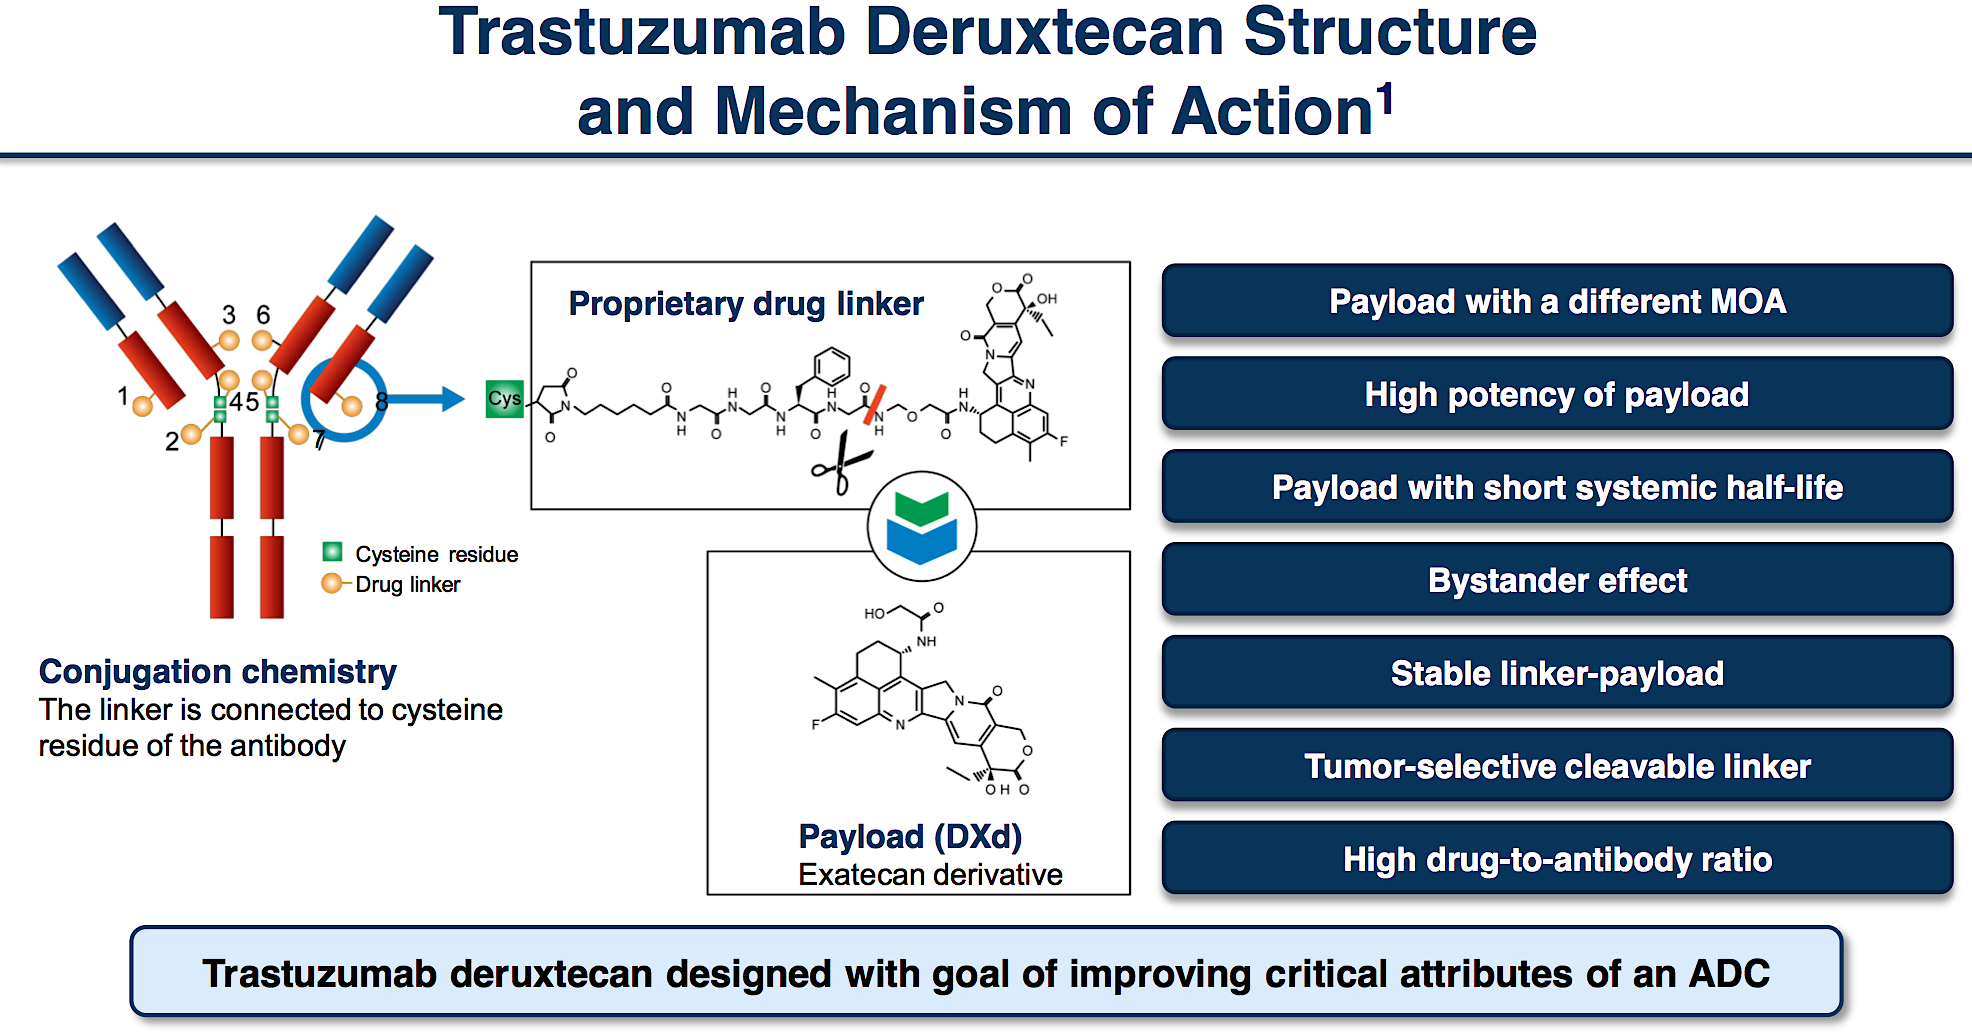 Trastuzumab Deruxtecan Structure
and Mechanism of Action1
3 6
1
45
8
2
7
Cysteine residue
Drug linker
Conjugation chemistry
The linker is connected to cysteine
residue of the antibody
Proprietary drug linker
Cys
O
O
N
O
N
H
O
H
N
O
N
H
O
H
N
O
N
H
O
O
H
N
O
O
OH
O
N
N
F
HO
O
NH
F
N
N
O
O
OH O
Payload (DXd)
Exatecan derivative
Payload with a different MOA
High potency of payload
Payload with short systemic half-life
Bystander effect
Stable linker-payload
Tumor-selective cleavable linker
High drug-to-antibody ratio
Trastuzumab deruxtecan designed with goal of improving critical attributes of an ADC